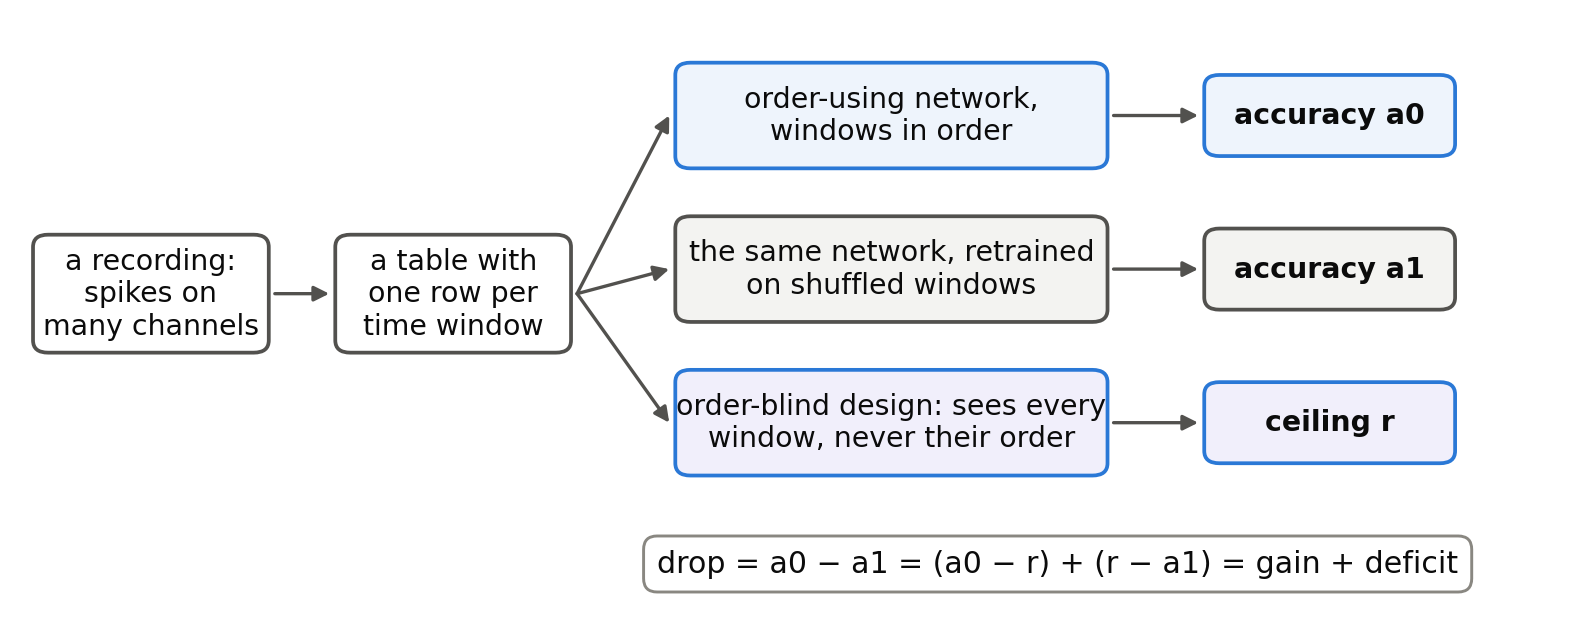 a recording:
spikes on
many channels
a table with
one row per
time window
order-using network,
windows in order
accuracy a0
the same network, retrained
on shuffled windows
accuracy a1
order-blind design: sees every
window, never their order
ceiling r
drop = a0 − a1 = (a0 − r) + (r − a1) = gain + deficit